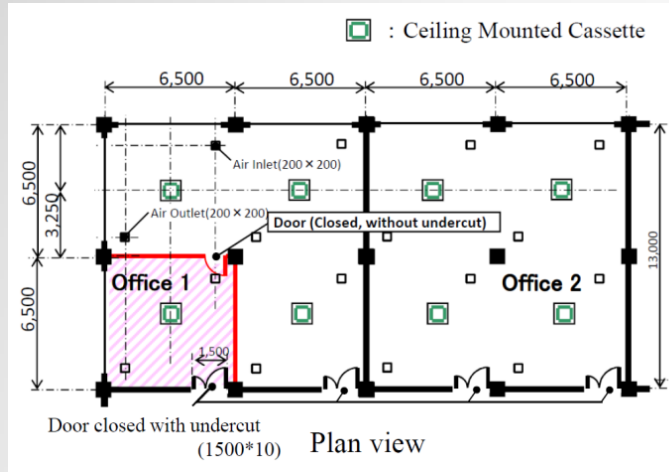 : Ceiling Mounted Cassette
6,500
6,500
6,500
6,500
Air Inlet(200×200)
6,500
3,250
Air Outlet(200×200)
Door (Closed, without undercut)
13,000
Office 1
Office 2
6,500
1,500
Door closed with undercut
(1500*10)
Plan view